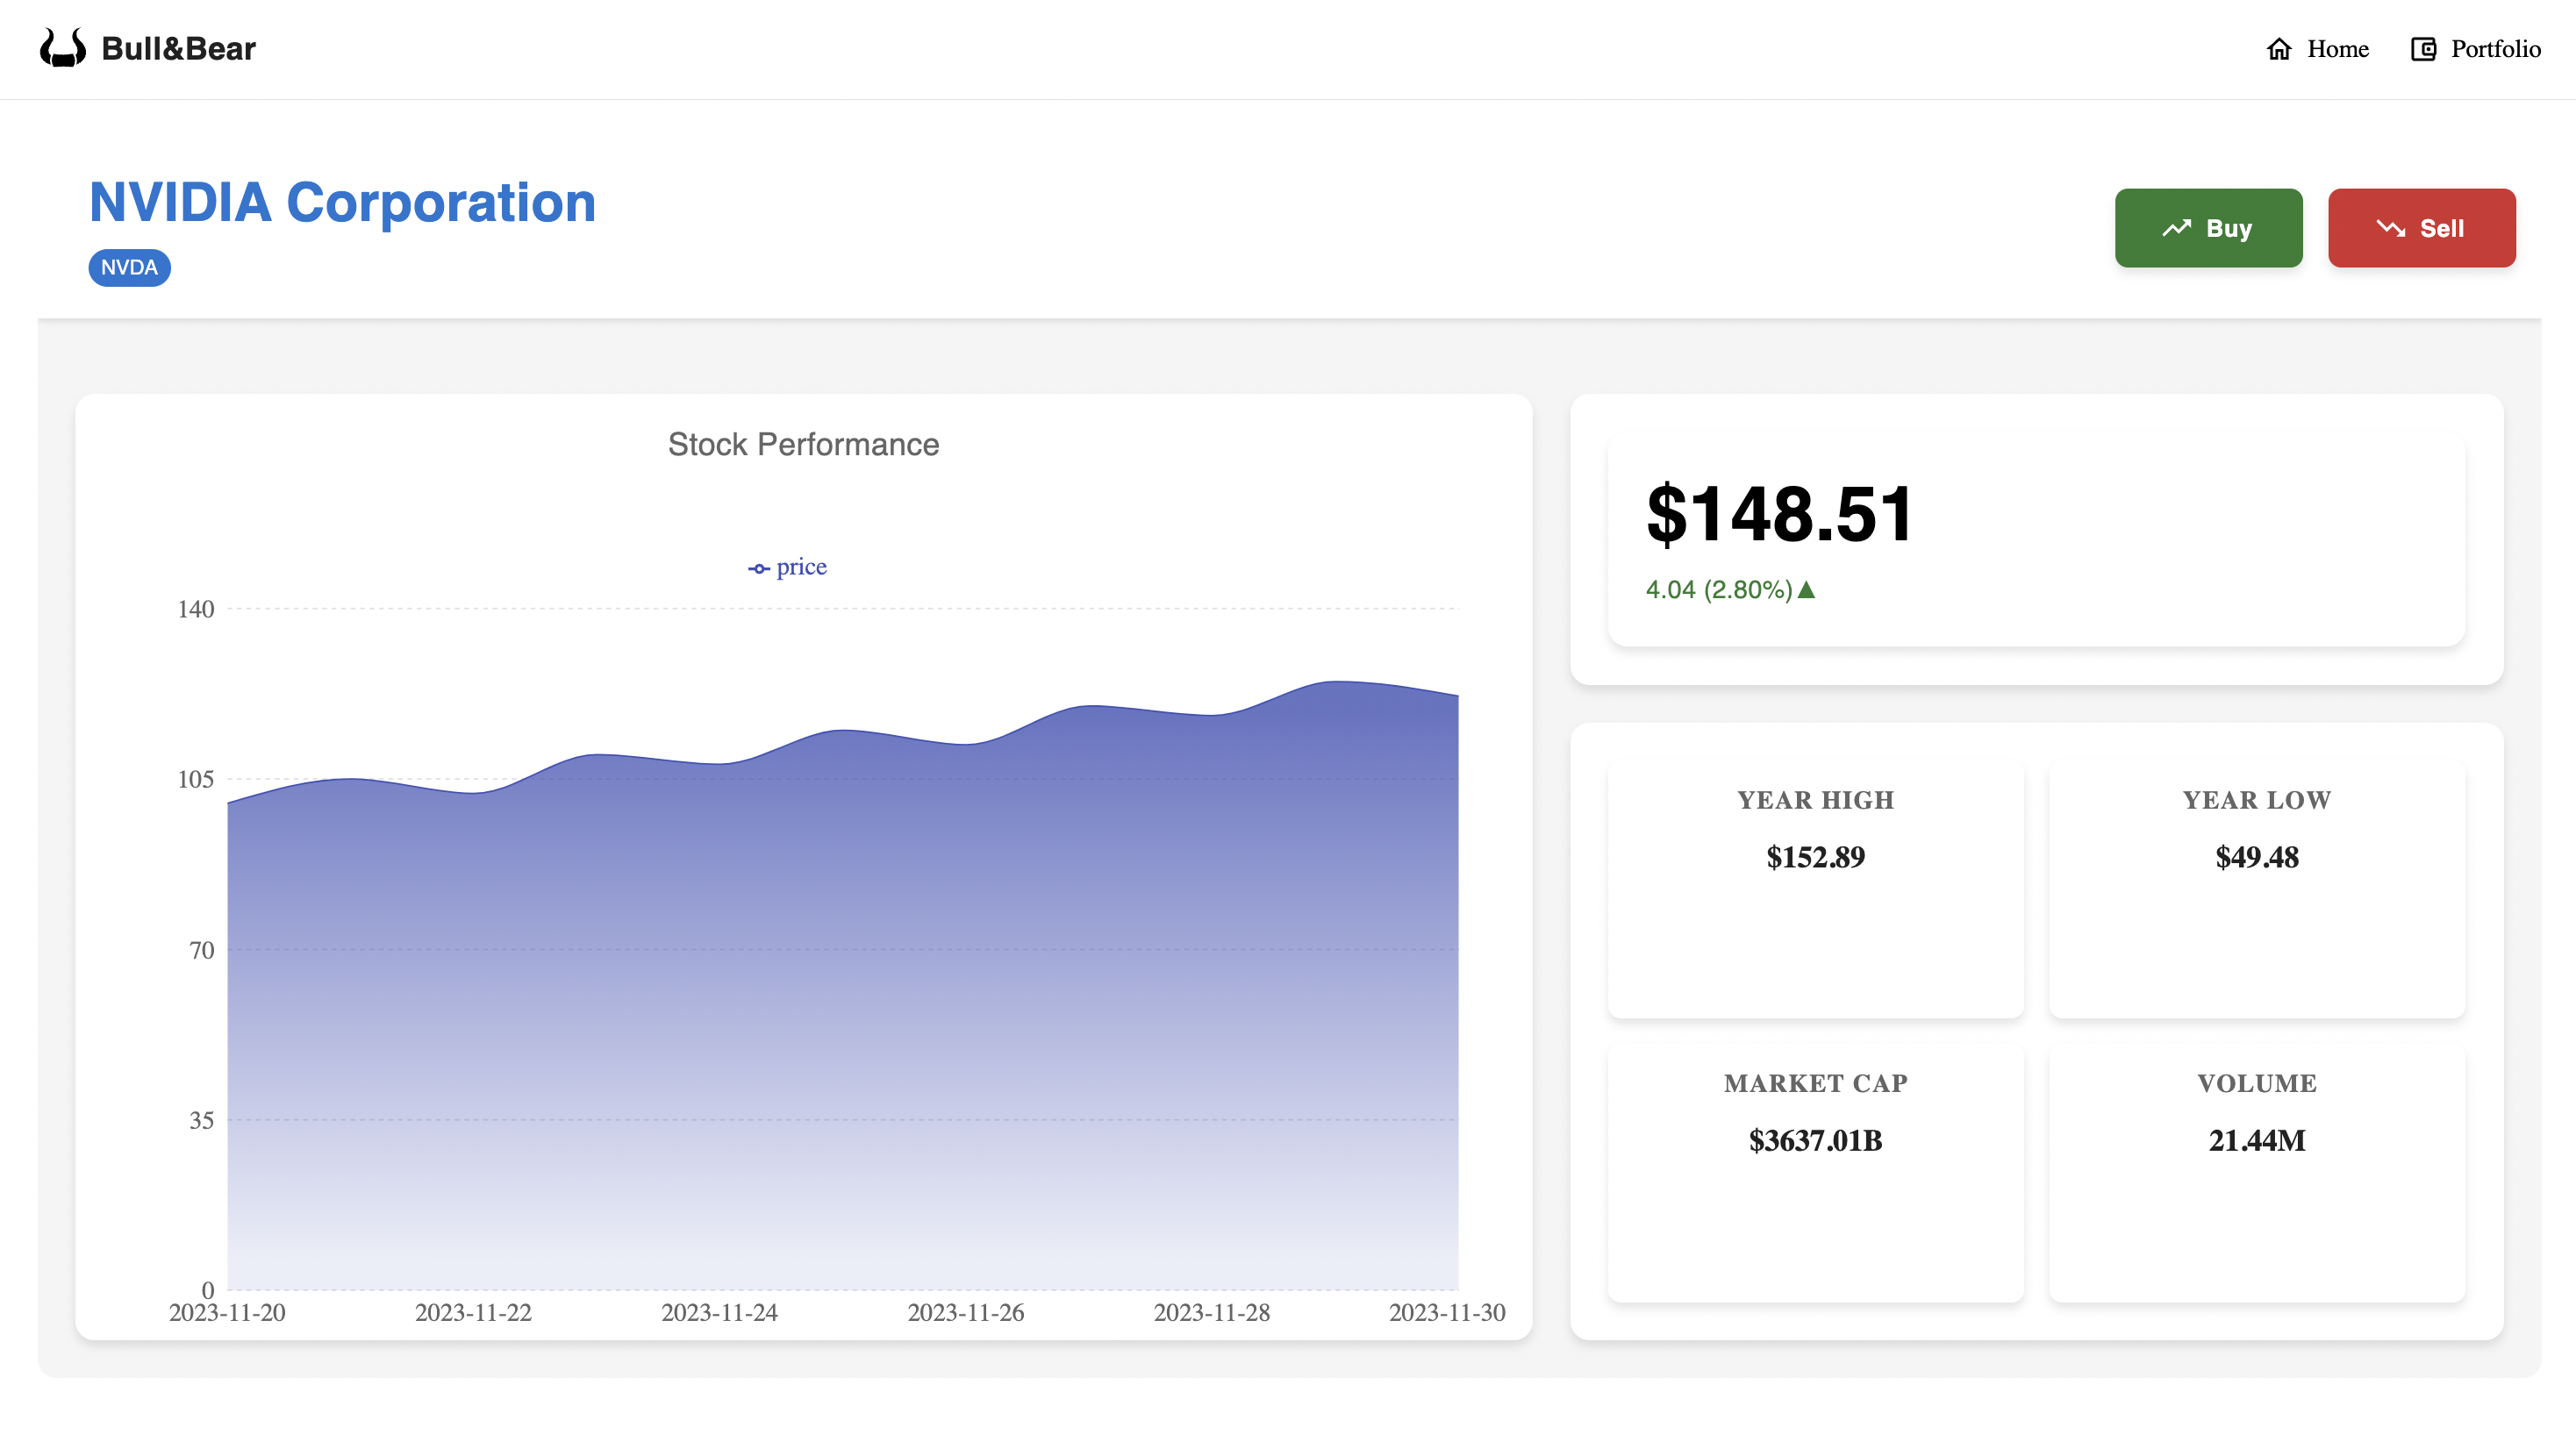 Bull&Bear
Home
Portfolio
NVIDIA Corporation
NVDA
Buy
Sell
Stock Performance
price
140
105
70
35
0
2023-11-20
2023-11-22
2023-11-24
2023-11-26
2023-11-28
2023-11-30
$148.51
4.04 (2.80%)▲
YEAR HIGH
$152.89
YEAR LOW
$49.48
MARKET CAP
$3637.01B
VOLUME
21.44M